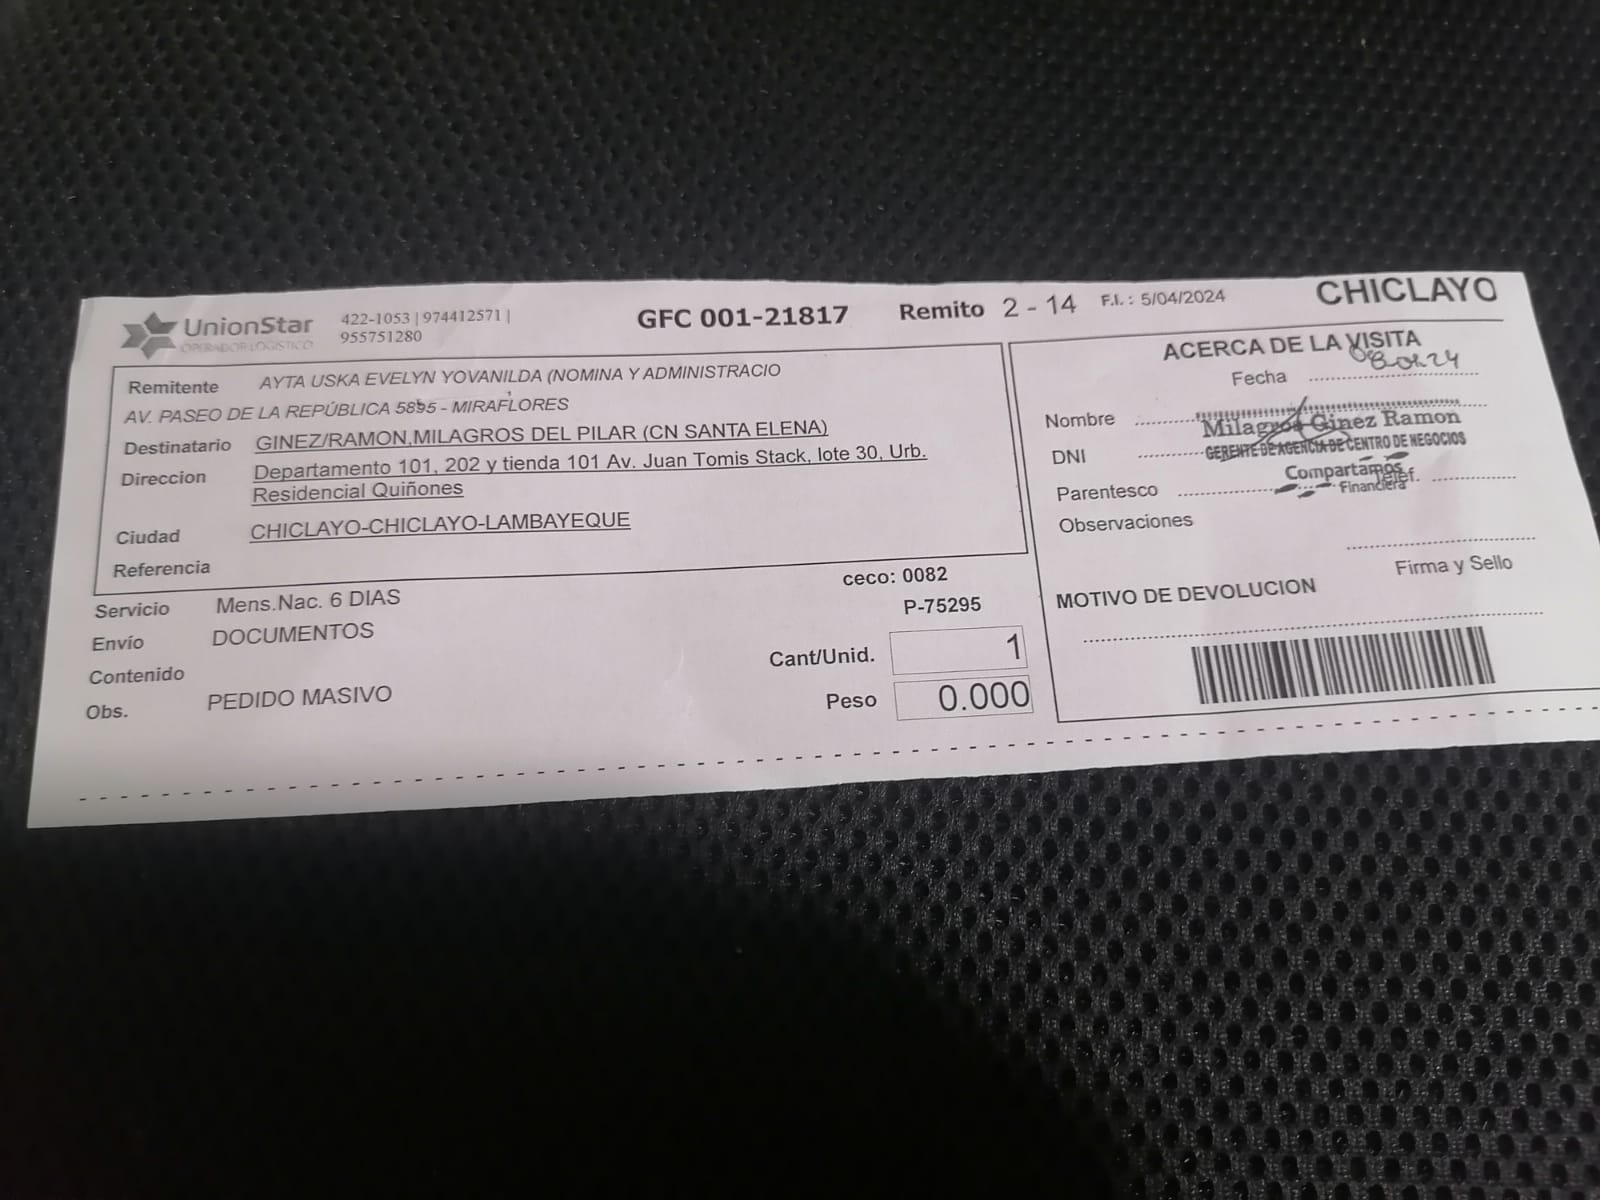 UnionStar
OPERADOR LOGISTICO
422-1053 | 974412571 |
955751280
GFC 001-21817
Remito 2 - 14
F.I. : 5/04/2024
CHICLAYO
Remitente AYTA USKA EVELYN YOVANILDA (NOMINA Y ADMINISTRACIO
AV. PASEO DE LA REPÚBLICA 5895 - MIRAFLORES
Destinatario GINEZ/RAMON,MILAGROS DEL PILAR (CN SANTA ELENA)
Direccion Departamento 101, 202 y tienda 101 Av. Juan Tomis Stack, lote 30, Urb.
Residencial Quiñones
Ciudad CHICLAYO-CHICLAYO-LAMBAYEQUE
Referencia
Servicio Mens.Nac. 6 DIAS
Envío DOCUMENTOS
Contenido
Obs. PEDIDO MASIVO
ceco: 0082
P-75295
Cant/Unid. 1
Peso 0.000
ACERCA DE LA VISITA
Fecha
Nombre Milagros Ginez Ramon
GERENTE DE AGENCIA DE CENTRO DE NEGOCIOS
DNI
Compartamos
Financiera
Parentesco Telef.
Observaciones
Firma y Sello
MOTIVO DE DEVOLUCION